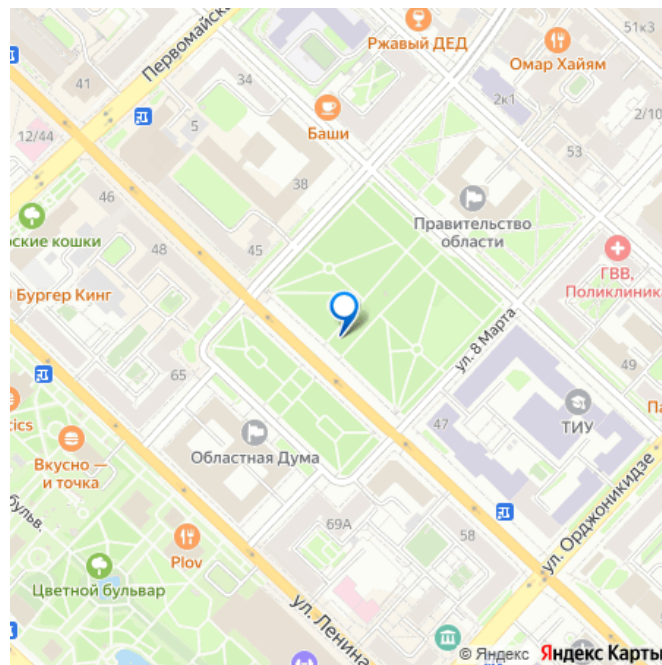 51к3
Первомайская
Ржавый ДЕД
Омар Хайям
41
34
2к1
2/10
12/44
5
Баши
53
46
38
Правительство
области
рские кошки
48
45
ГВВ,
Поликлиника
Бургер Кинг
ул. 8 Марта
49
65
Па
47
ТИУ
tics
Областная Дума
Вкусно —
и точка
бульв.
69А
58
ул. Орджоникидзе
Plov
Цветной бульвар
ул. Ленина
© Яндекс Яндекс Карты